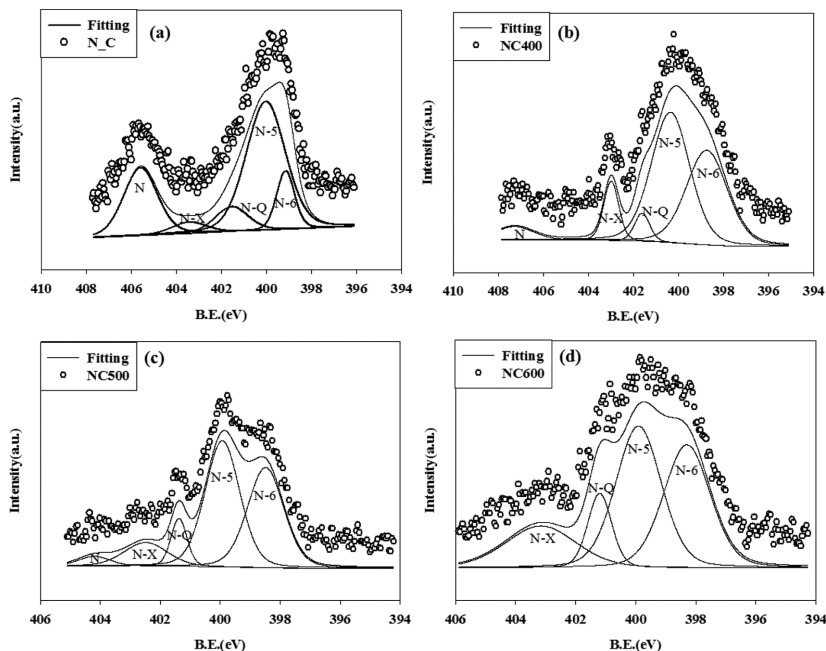 Fitting
N_C
(a)
N
N-X
N-Q
N-5
N-6
Intensity(a.u.)
410 408 406 404 402 400 398 396 394
B.E.(eV)
Fitting
NC400
(b)
N
N-X
N-Q
N-5
N-6
Intensity(a.u.)
410 408 406 404 402 400 398 396 394
B.E.(eV)
Fitting
NC500
(c)
N
N-X
N-Q
N-5
N-6
Intensity(a.u.)
406 404 402 400 398 396 394
B.E.(eV)
Fitting
NC600
(d)
N-X
N-Q
N-5
N-6
Intensity(a.u.)
406 404 402 400 398 396 394
B.E.(eV)